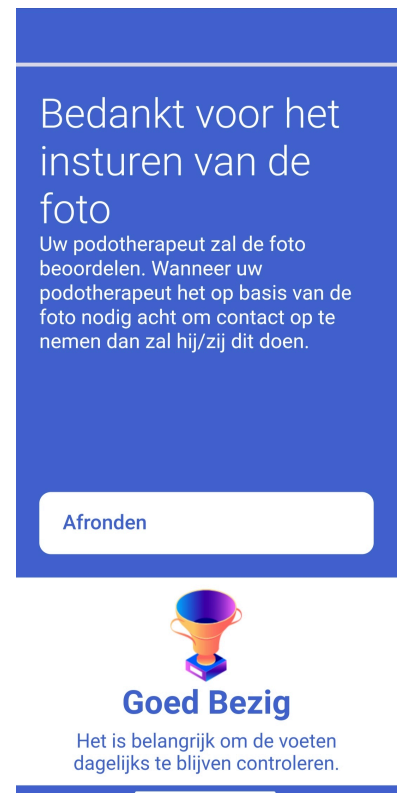 Bedankt voor het
insturen van de
foto
Uw podotherapeut zal de foto
beoordelen. Wanneer uw
podotherapeut het op basis van de
foto nodig acht om contact op te
nemen dan zal hij/zij dit doen.
Afronden
Goed Bezig
Het is belangrijk om de voeten
dagelijks te blijven controleren.